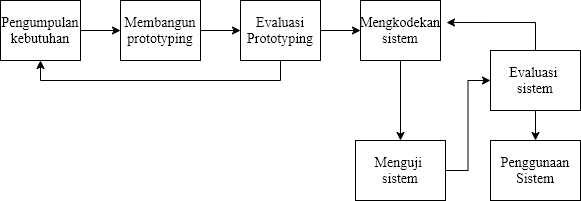 Pengumpulan
kebutuhan
Membangun
prototyping
Evaluasi
Prototyping
Mengkodekan
sistem
Evaluasi
sistem
Menguji
sistem
Penggunaan
Sistem